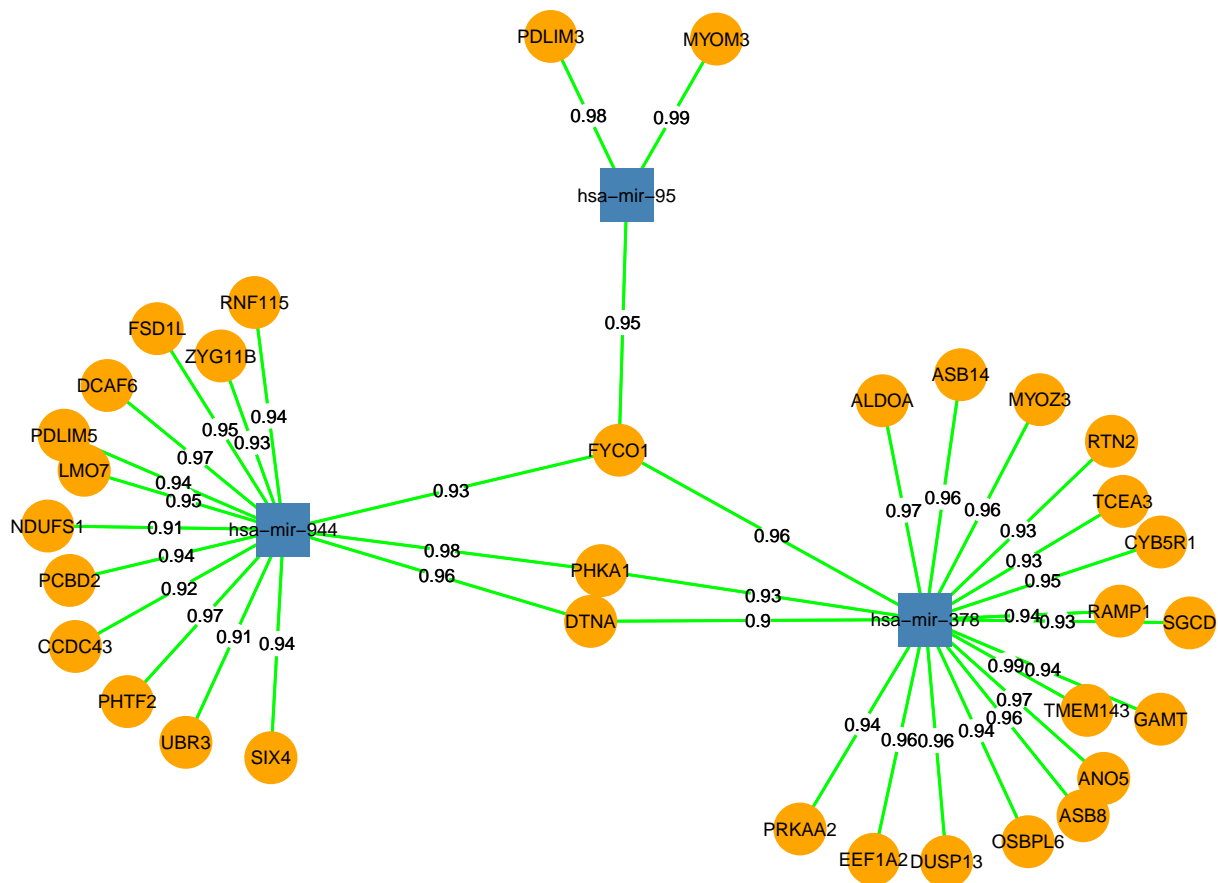 PDLIM3
MYOM3
0.98
0.99
hsa−mir−95
RNF115
FSD1L
0.95
ZYG11B
ASB14
DCAF6
ALDOA
MYOZ3
0.94
PDLIM5
0.95
0.93
FYCO1
RTN2
LMO7
0.97
0.94
0.93
0.96
TCEA3
0.95
0.97
0.96
NDUFS1
0.91
hsa−mir−944
0.93
0.96
CYB5R1
0.94
0.98
0.93
PCBD2
PHKA1
0.95
0.92
0.96
0.93
CCDC43
0.97
DTNA
0.9
hsa−mir−378
0.94
RAMP1
0.93
SGCD
0.91
0.94
0.99
0.94
PHTF2
0.97
TMEM143
GAMT
0.94
0.96
0.94
0.96
0.96
UBR3
SIX4
ANO5
PRKAA2
ASB8
OSBPL6
EEF1A2
DUSP13